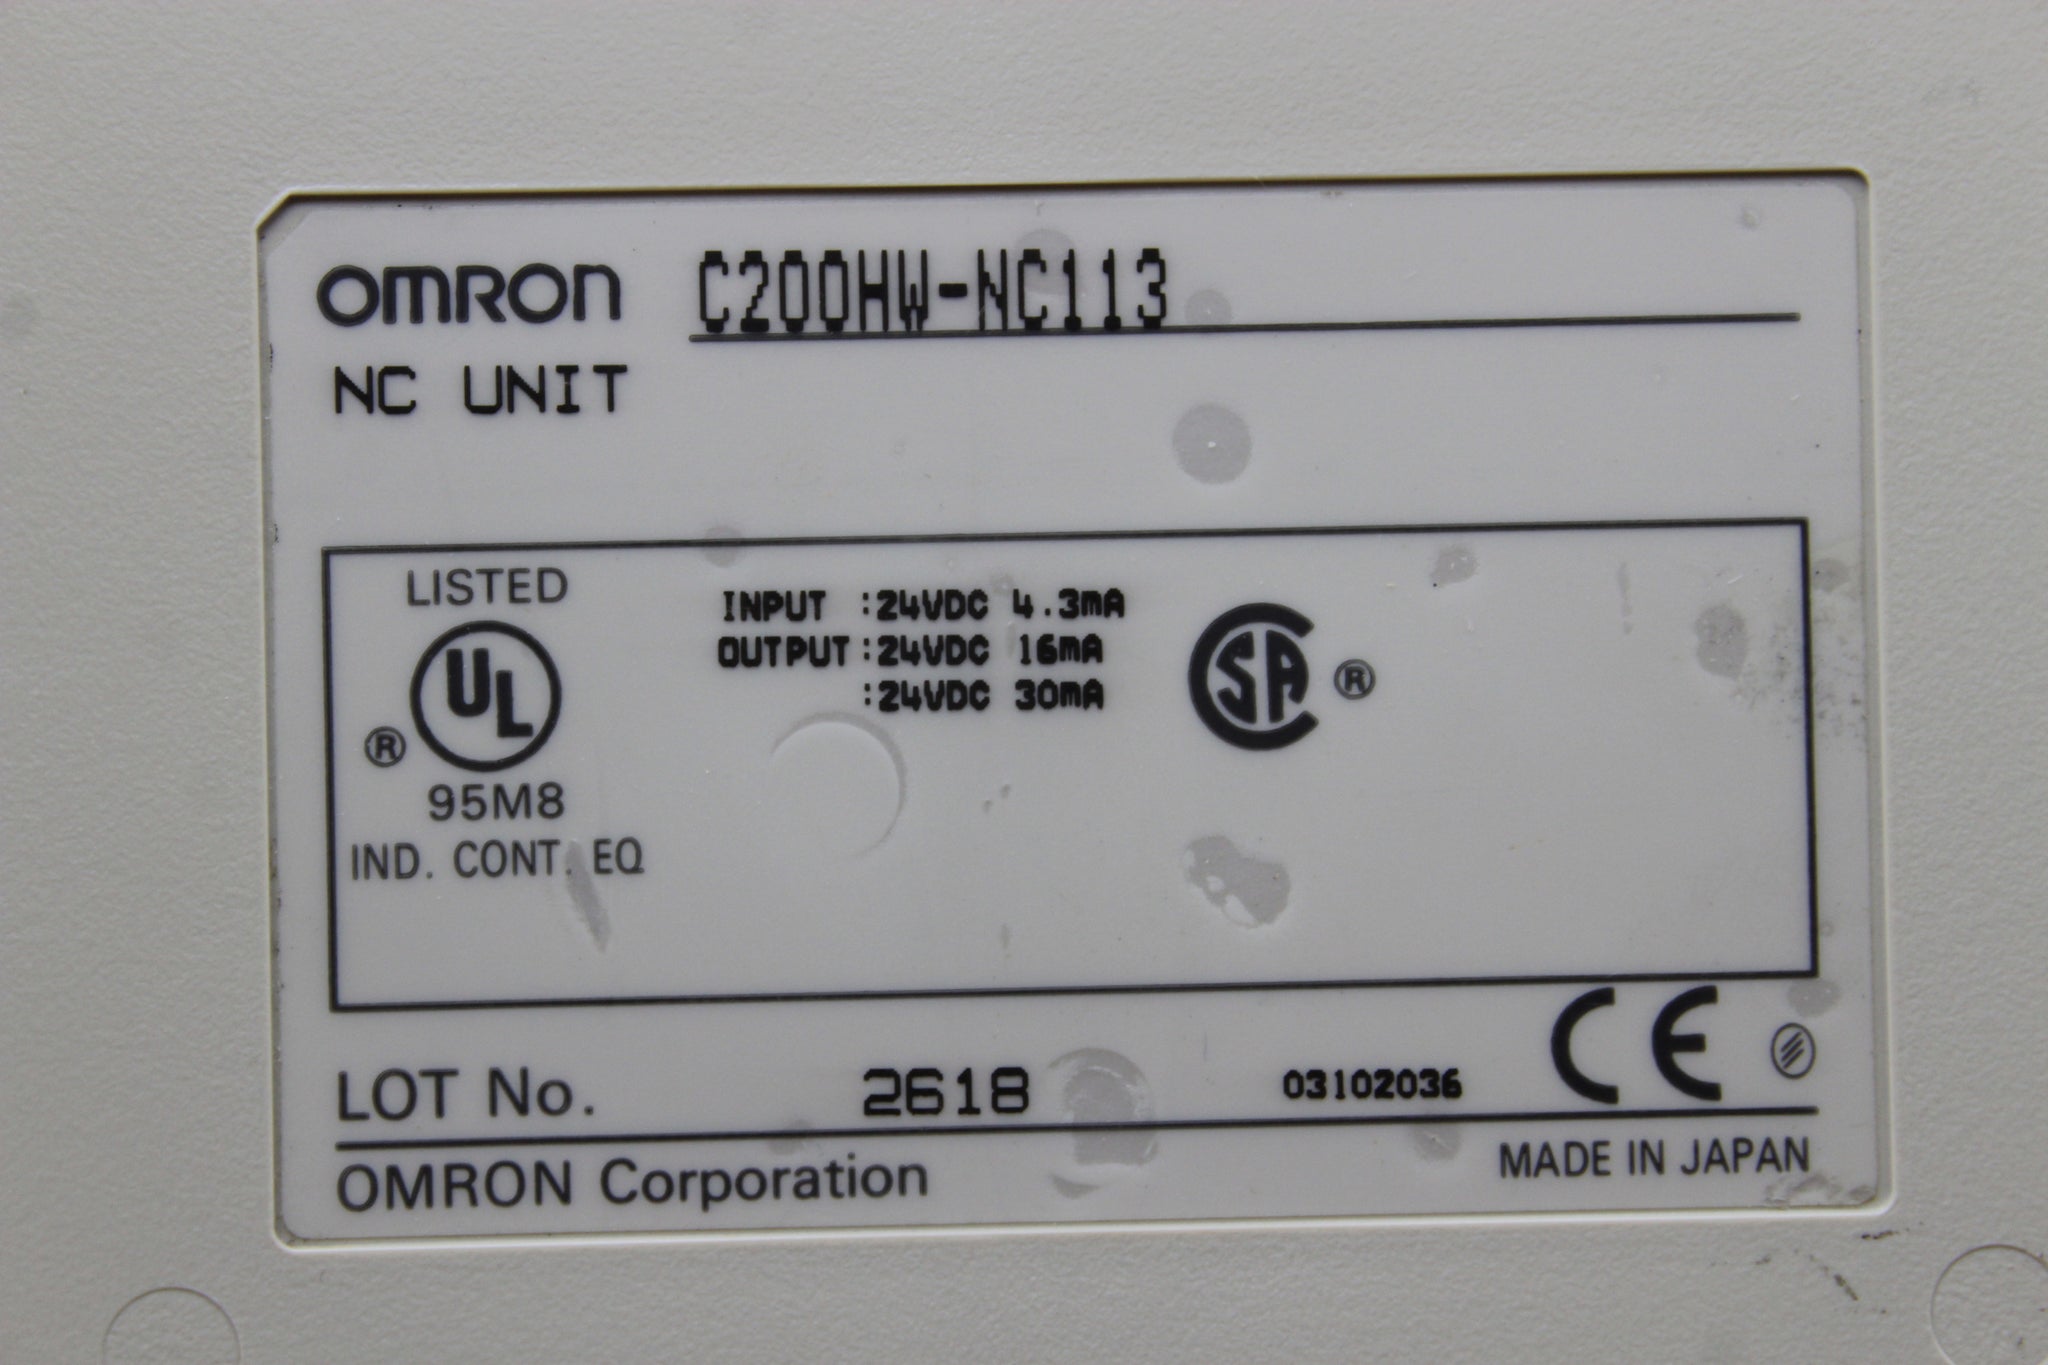 OMRON C200HW-NC113
NC UNIT
LISTED
UL
®
95M8
IND. CONT. EQ
INPUT :24VDC 4.3mA
OUTPUT:24VDC 16mA
:24VDC 30mA
CSA ®
LOT No. 2618 03102036 CE
OMRON Corporation MADE IN JAPAN